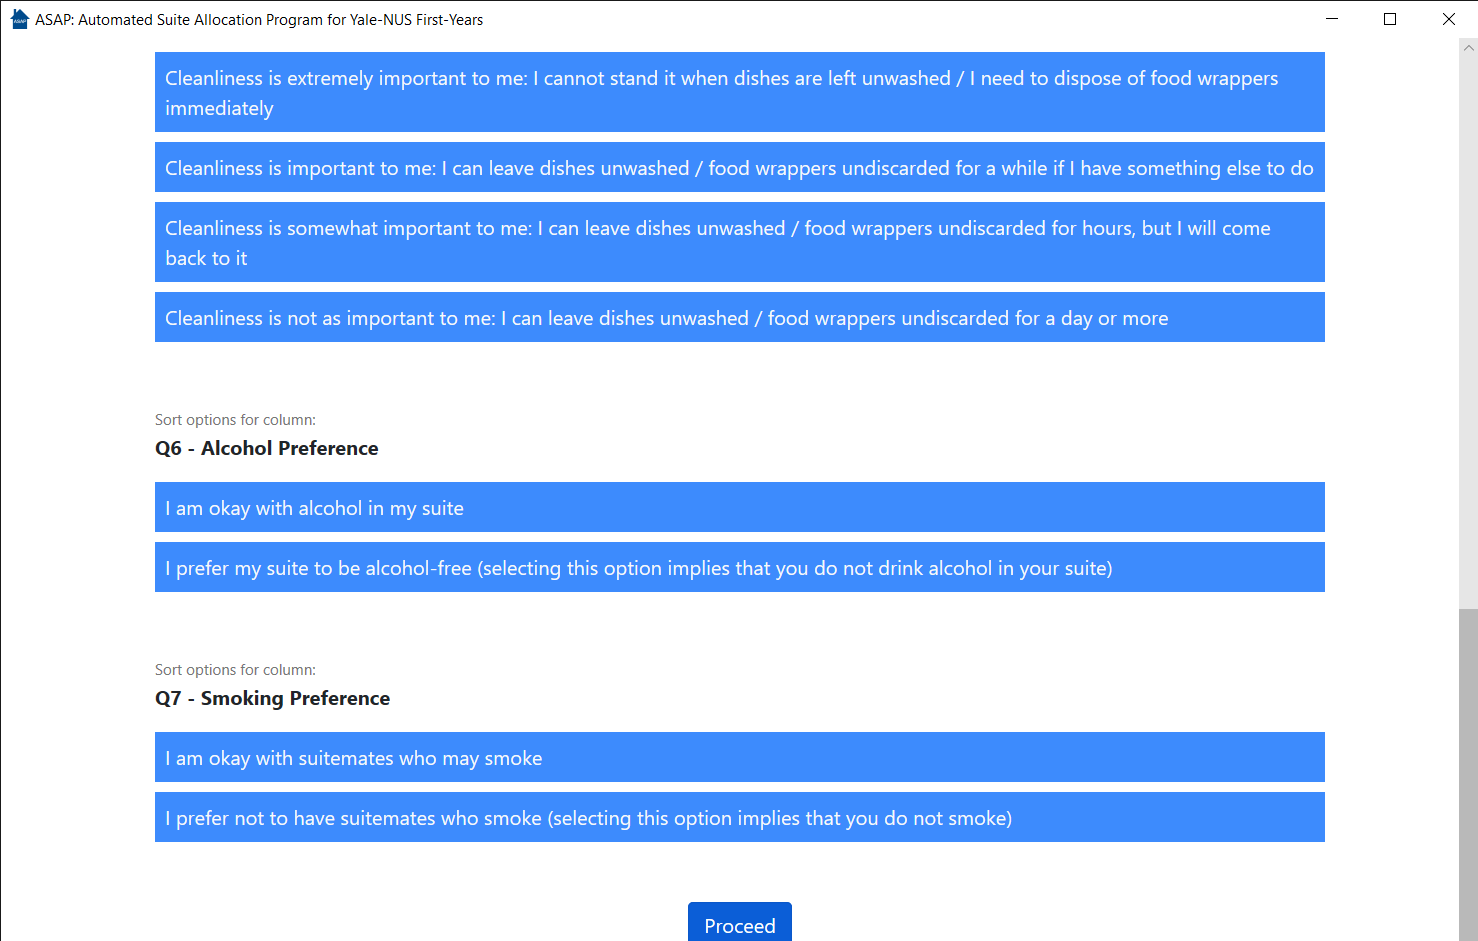 ASAP: Automated Suite Allocation Program for Yale-NUS First-Years
Cleanliness is extremely important to me: I cannot stand it when dishes are left unwashed / I need to dispose of food wrappers
immediately
Cleanliness is important to me: I can leave dishes unwashed / food wrappers undiscarded for a while if I have something else to do
Cleanliness is somewhat important to me: I can leave dishes unwashed / food wrappers undiscarded for hours, but I will come
back to it
Cleanliness is not as important to me: I can leave dishes unwashed / food wrappers undiscarded for a day or more
Sort options for column:
Q6 - Alcohol Preference
I am okay with alcohol in my suite
I prefer my suite to be alcohol-free (selecting this option implies that you do not drink alcohol in your suite)
Sort options for column:
Q7 - Smoking Preference
I am okay with suitemates who may smoke
I prefer not to have suitemates who smoke (selecting this option implies that you do not smoke)
Proceed